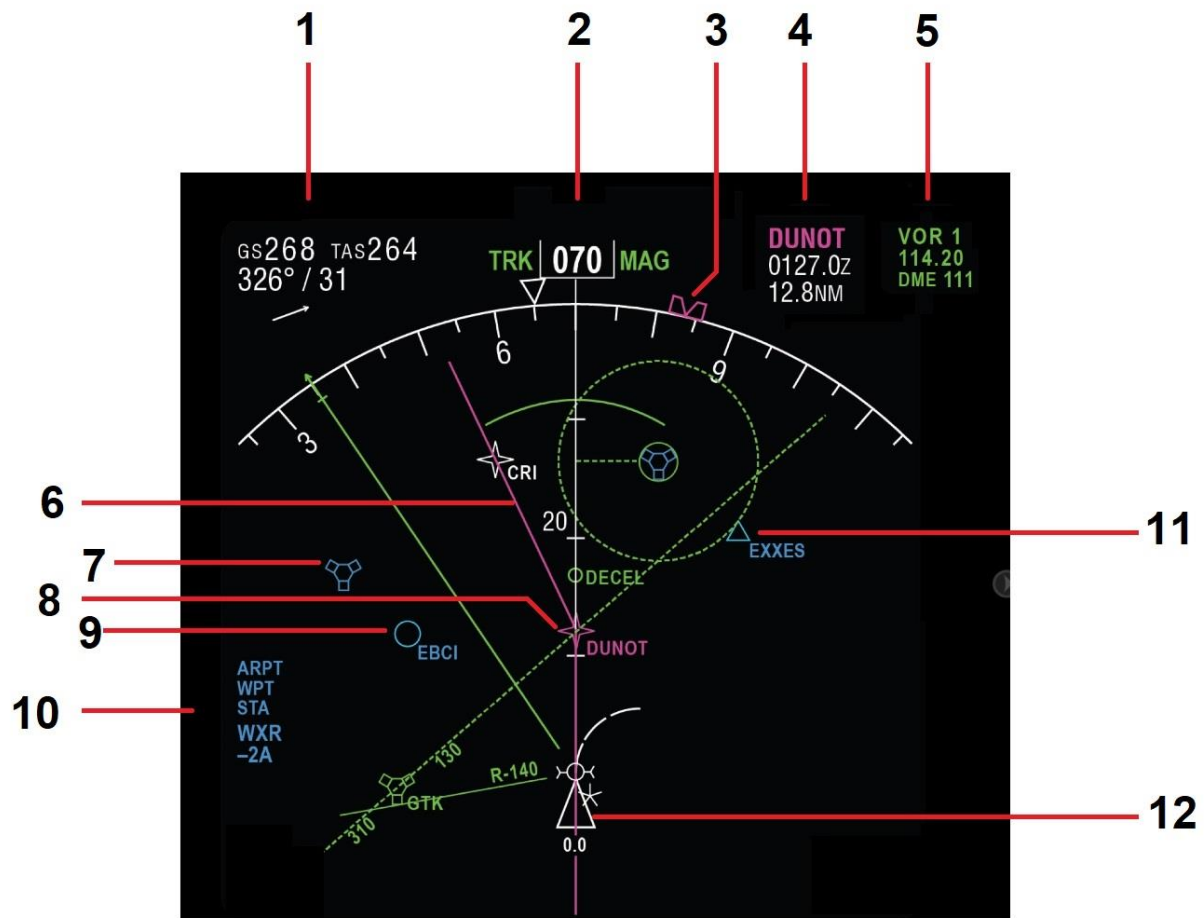 1
2
3
4
5
GS268 TAS264
326° / 31
TRK 070 MAG
DUNOT
0127.0Z
12.8NM
VOR 1
114.20
DME 111
3
6
9
6
CRI
20
11
EXXES
7
DECEL
8
9
EBCI
DUNOT
10
ARPT
WPT
STA
WXR
–2A
130
R-140
GTK
310
12
0.0